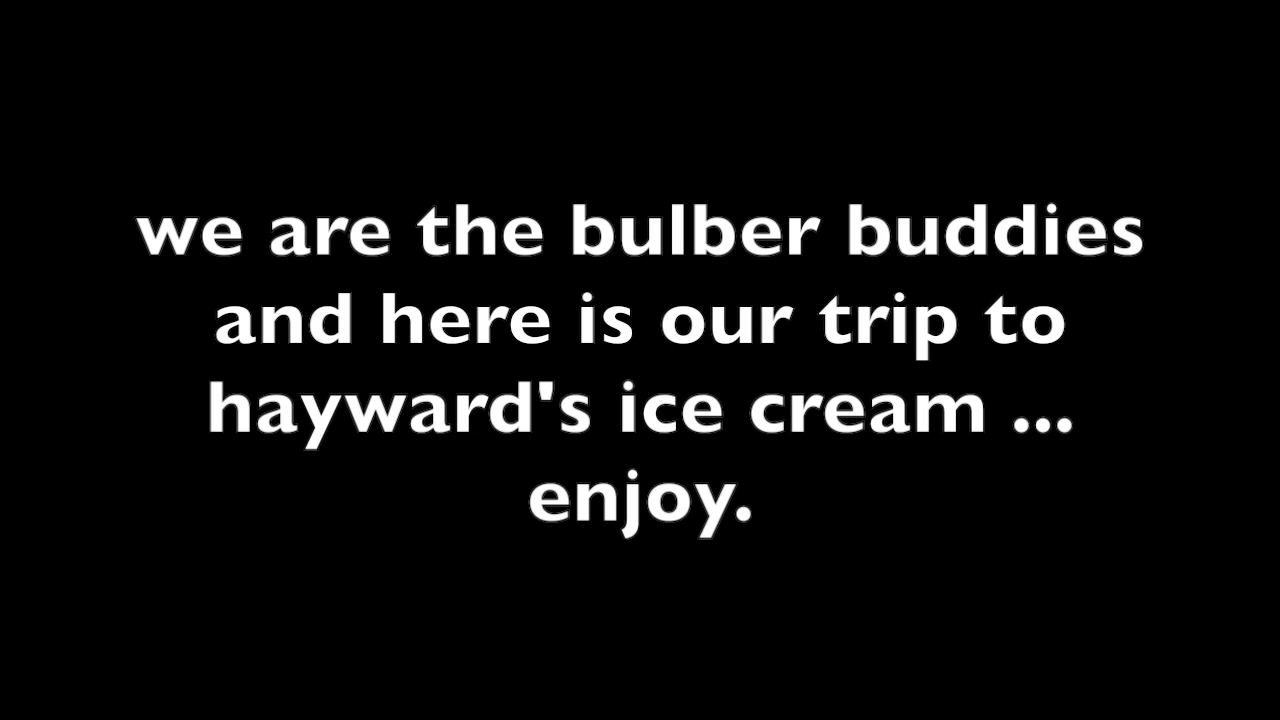 we are the bulber buddies
and here is our trip to
hayward's ice cream ...
enjoy.